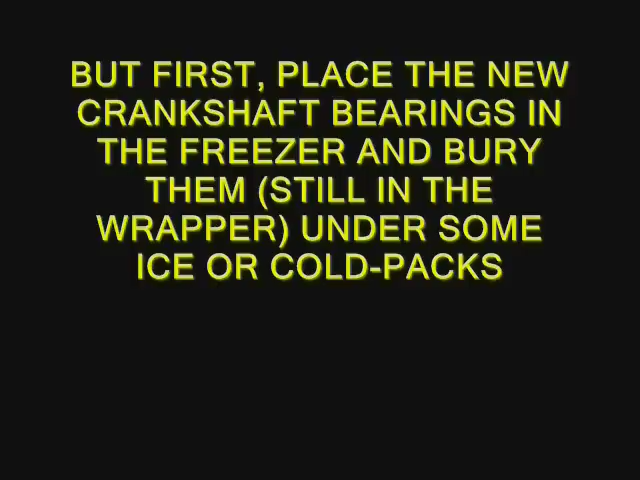 BUT FIRST, PLACE THE NEW
CRANKSHAFT BEARINGS IN
THE FREEZER AND BURY
THEM (STILL IN THE
WRAPPER) UNDER SOME
ICE OR COLD-PACKS